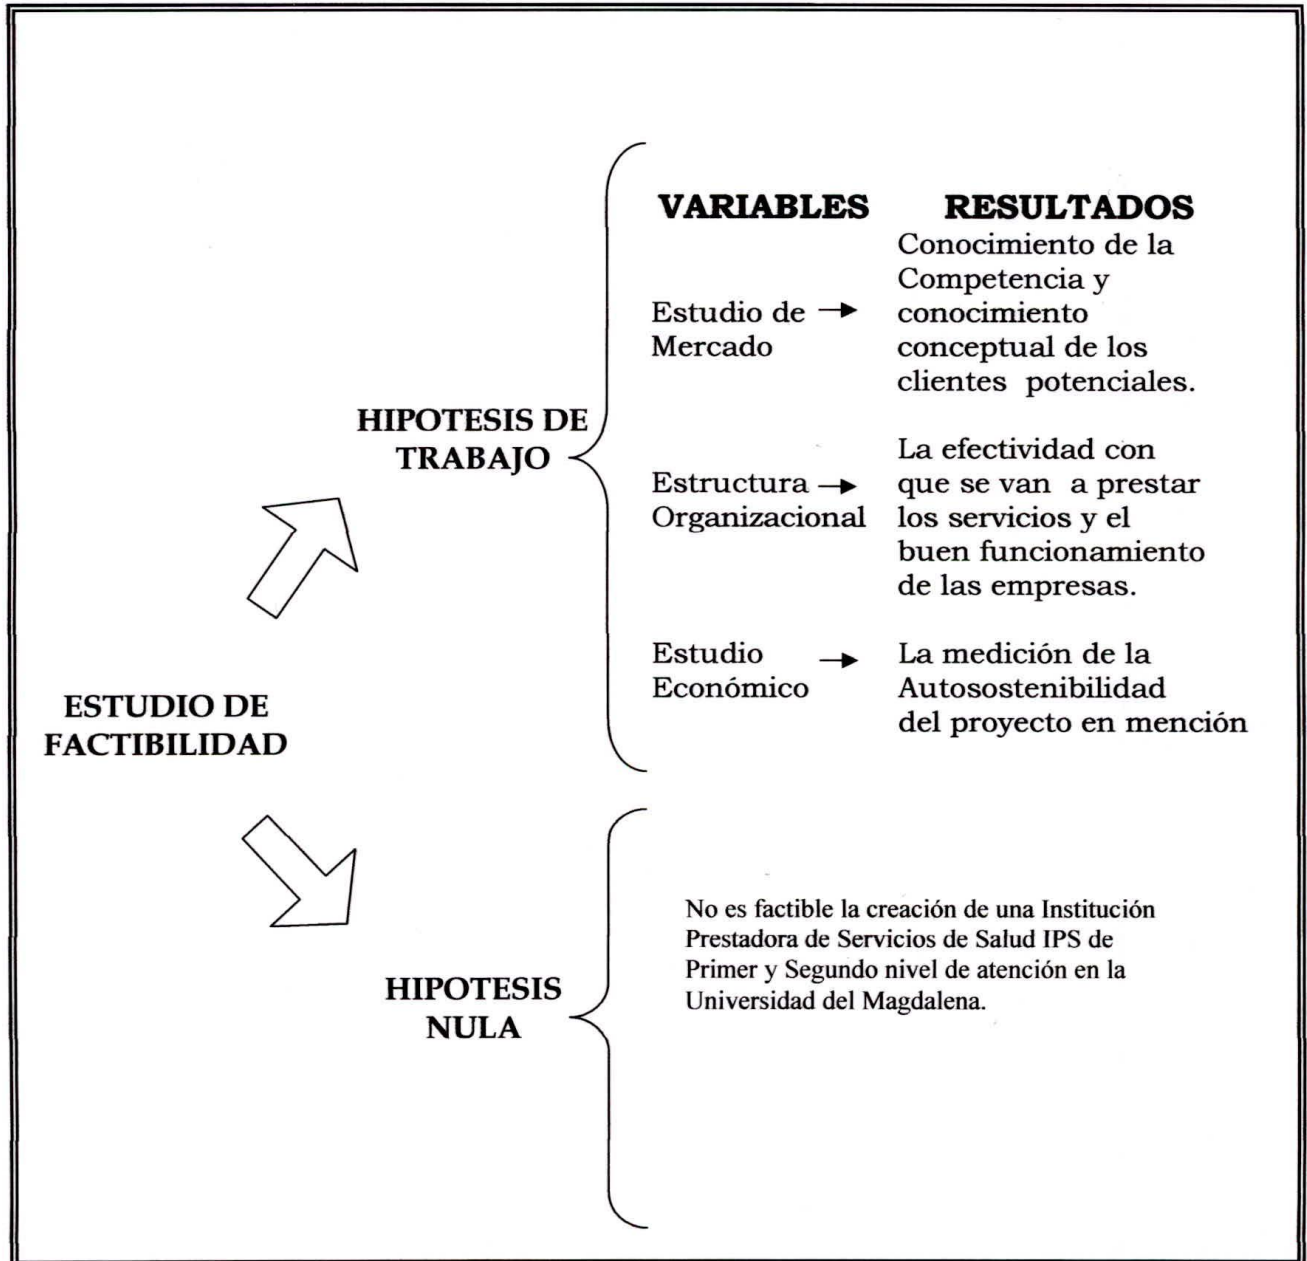 VARIABLES RESULTADOS
Estudio de
Mercado
Conocimiento de la
Competencia y
conocimiento
conceptual de los
clientes potenciales.
HIPOTESIS DE
TRABAJO
Estructura
Organizacional
La efectividad con
que se van a prestar
los servicios y el
buen funcionamiento
de las empresas.
Estudio
Económico
La medición de la
Autosostenibilidad
del proyecto en mención
ESTUDIO DE
FACTIBILIDAD
HIPOTESIS
NULA
No es factible la creación de una Institución
Prestadora de Servicios de Salud IPS de
Primer y Segundo nivel de atención en la
Universidad del Magdalena.